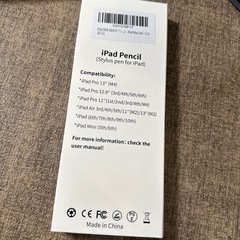 iPad Pencil
(Stylus pen for iPad)
Compatibility:
*iPad Pro 13" (M4)
*iPad Pro 12.9" (3rd/4th/5th/6th)
*iPad Pro 11"(1st/2nd/3rd/4th/M4)
*iPad Air 3rd/4th/5th/11"(M2)/13"(M2)
*iPad (6th/7th/8th/9th/10th)
*iPad Mini (5th/6th)
For more information: check the
user manual!
Made in China